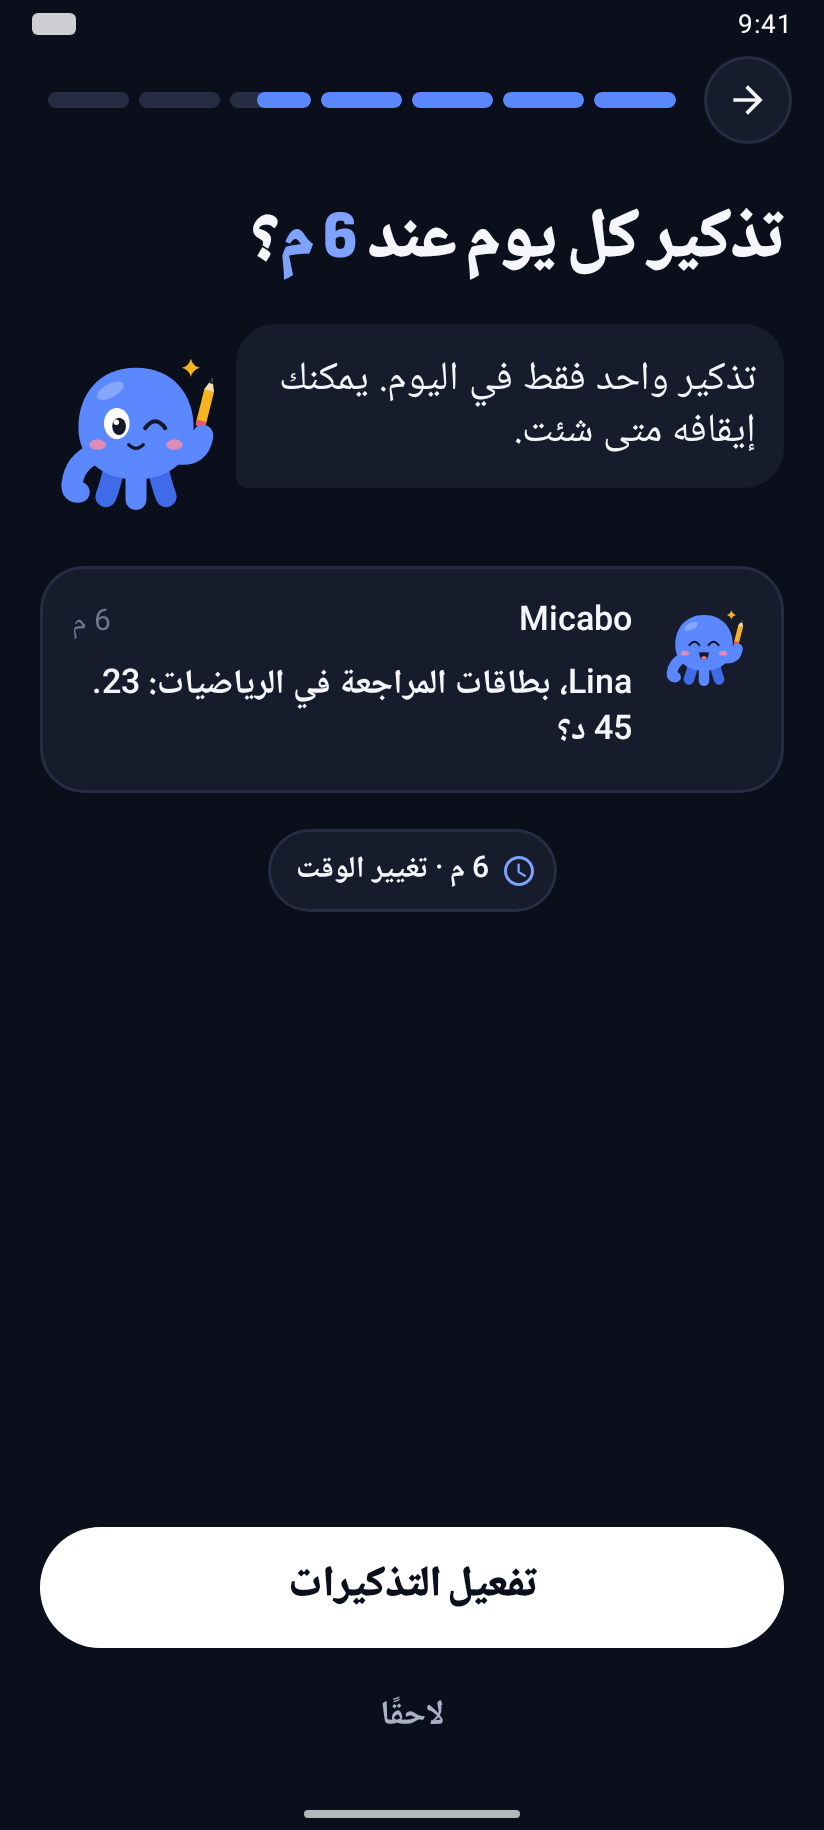 9:41
تذكير كل يوم عند 6 م؟
تذكير واحد فقط في اليوم. يمكنك
إيقافه متى شئت.
Micabo
6 م
Lina، بطاقات المراجعة في الرياضيات: 23.
45 د؟
6 م · تغيير الوقت
تفعيل التذكيرات
لاحقًا